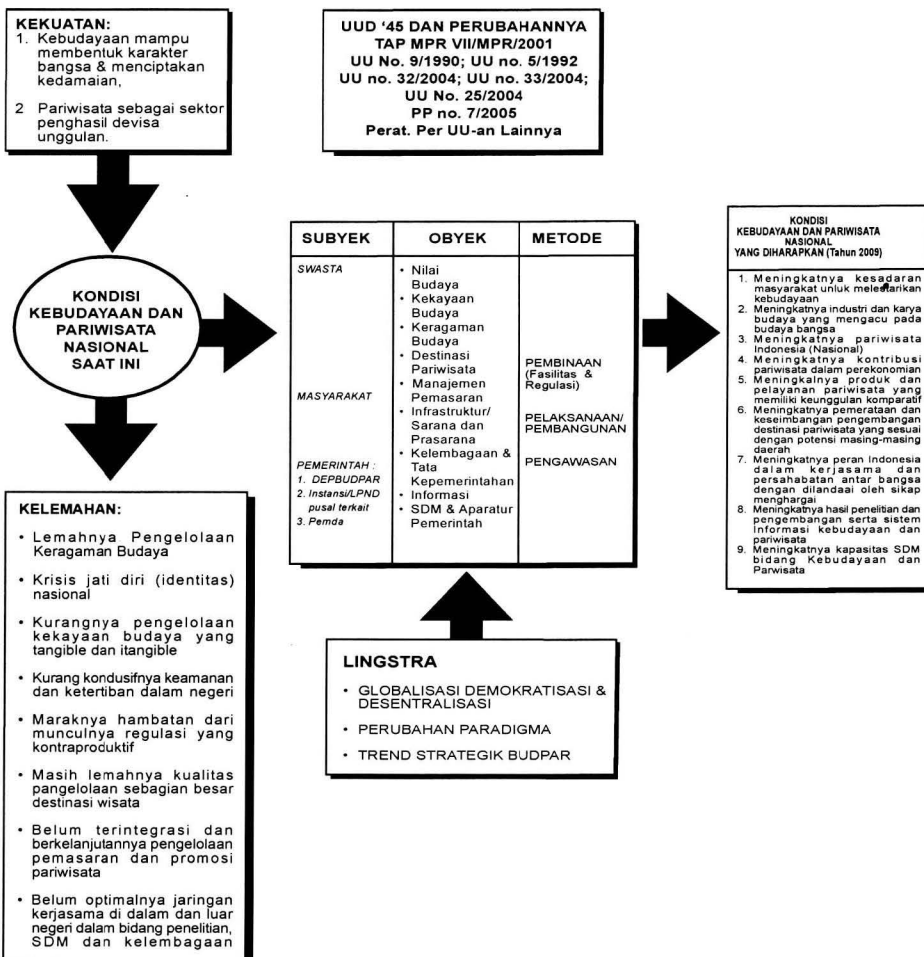 KEKUATAN:
1. Kebudayaan mampu
membentuk karakter
bangsa & menciptakan
kedamaian,
2 Pariwisata sebagai sektor
penghasil devisa
unggulan.
UUD ‘45 DAN PERUBAHANNYA
TAP MPR VII/MPR/2001
UU No. 9/1990; UU no. 5/1992
UU no. 32/2004; UU no. 33/2004;
UU No. 25/2004
PP no. 7/2005
Perat. Per UU-an Lainnya
KONDISI
KEBUDAYAAN DAN
PARIWISATA
NASIONAL
SAAT INI
SUBYEK
SWASTA
MASYARAKAT
PEMERINTAH :
1. DEPBUDPAR
2. Instansi/LPND
pusal terkait
3. Pemda
OBYEK
• Nilai
Budaya
• Kekayaan
Budaya
• Keragaman
Budaya
• Destinasi
Pariwisata
• Manajemen
Pemasaran
• Infrastruktur/
Sarana dan
Prasarana
• Kelembagaan &
Tata
Kepemerintahan
• Informasi
• SDM & Aparatur
Pemerintah
METODE
PEMBINAAN
(Fasilitas &
Regulasi)
PELAKSANAAN/
PEMBANGUNAN
PENGAWASAN
KONDISI
KEBUDAYAAN DAN PARIWISATA
NASIONAL
YANG DIHARAPKAN (Tahun 2009)
1. Meningkatnya kesadaran
masyarakat unluk melestarikan
kebudayaan
2. Meningkatnya industri dan karya
budaya yang mengacu pada
budaya bangsa
3. Meningkatnya pariwisata
Indonesia (Nasional)
4. Meningkatnya kontribusi
pariwisata dalam perekonomian
5. Meningkalnya produk dan
pelayanan pariwisata yang
memiliki keunggulan komparatif
6. Meningkatnya pemerataan dan
keseimbangan pengembangan
destinasi pariwisata yang sesuai
dengan potensi masing-masing
daerah
7. Meningkatnya peran Indonesia
dalam kerjasama dan
persahabatan antar bangsa
dengan dilandaai oleh sikap
menghargai
8. Meningkatnya hasil penelitian dan
pengembangan serta sistem
Informasi kebudayaan dan
pariwisata
9. Meningkatnya kapasitas SDM
bidang Kebudayaan dan
Parwisata
KELEMAHAN:
• Lemahnya Pengelolaan
Keragaman Budaya
• Krisis jati diri (identitas)
nasional
• Kurangnya pengelolaan
kekayaan budaya yang
tangible dan itangible
• Kurang kondusifnya keamanan
dan ketertiban dalam negeri
• Maraknya hambatan dari
munculnya regulasi yang
kontraproduktif
• Masih lemahnya kualitas
pangelolaan sebagian besar
destinasi wisata
• Belum terintegrasi dan
berkelanjutannya pengelolaan
pemasaran dan promosi
pariwisata
• Belum optimalnya jaringan
kerjasama di dalam dan luar
negeri dalam bidang penelitian,
SDM dan kelembagaan
LINGSTRA
• GLOBALISASI DEMOKRATISASI &
DESENTRALISASI
• PERUBAHAN PARADIGMA
• TREND STRATEGIK BUDPAR